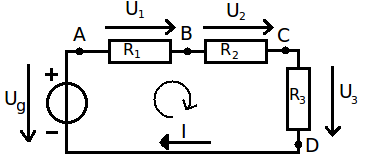 U1 U2
A B C
R1 R2
+
Ug R3 U3
−
I D